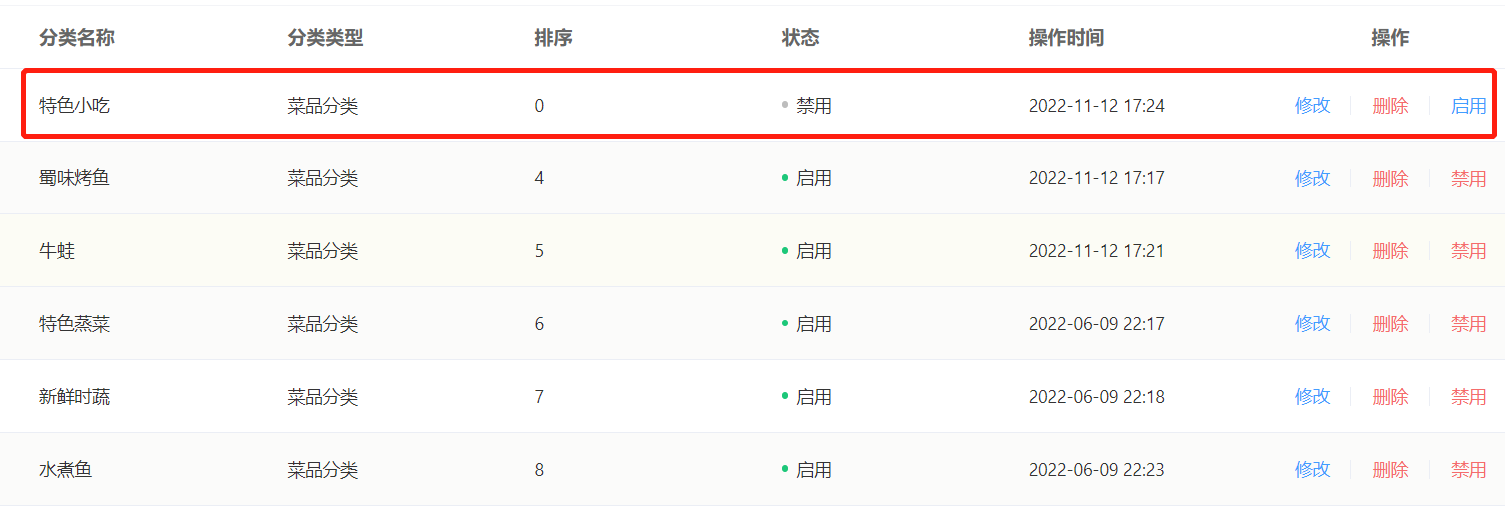 分类名称 分类类型 排序 状态 操作时间 操作
特色小吃 菜品分类 0 禁用 2022-11-12 17:24 修改 删除 启用
蜀味烤鱼 菜品分类 4 启用 2022-11-12 17:17 修改 删除 禁用
牛蛙 菜品分类 5 启用 2022-11-12 17:21 修改 删除 禁用
特色蒸菜 菜品分类 6 启用 2022-06-09 22:17 修改 删除 禁用
新鲜时蔬 菜品分类 7 启用 2022-06-09 22:18 修改 删除 禁用
水煮鱼 菜品分类 8 启用 2022-06-09 22:23 修改 删除 禁用